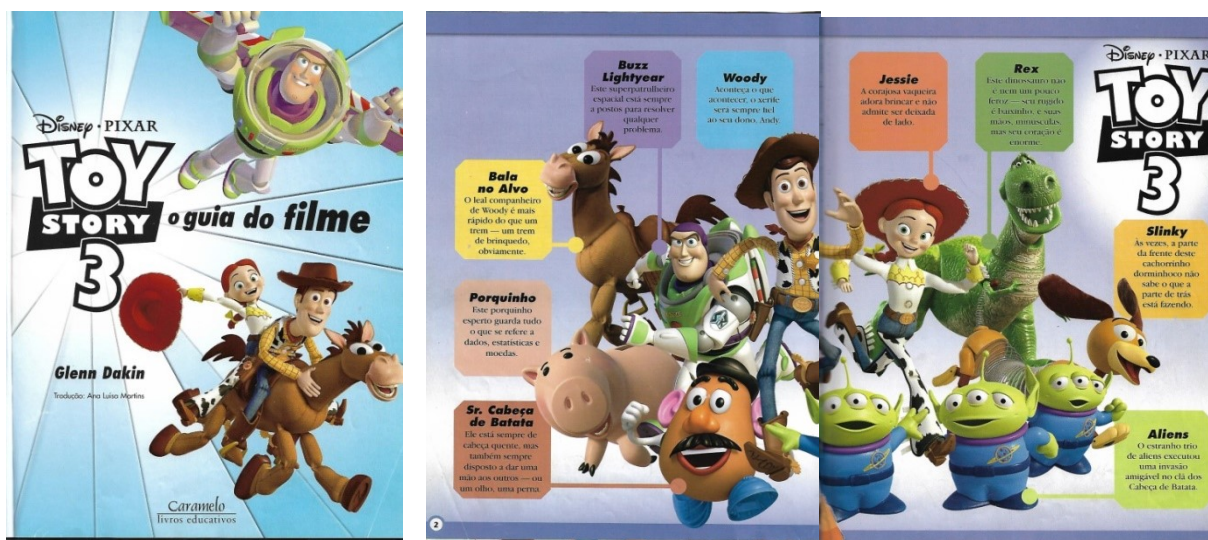 Disney · PIXAR
TOY
STORY
3
o guia do filme
Glenn Dakin
Tradução: Ana Luisa Martins
Caramelo
livros educativos
Buzz
Lightyear
Este superpatrulheiro
espacial está sempre
a postos para resolver
qualquer
problema.
Woody
Aconteça o que
acontecer, o xerife
será sempre fiel
ao seu dono, Andy.
Bala
no Alvo
O leal companheiro
de Woody é mais
rápido do que um
trem — um trem
de brinquedo,
obviamente.
Porquinho
Este porquinho
esperto guarda tudo
o que se refere a
dados, estatísticas e
moedas.
Sr. Cabeça
de Batata
Ele está sempre de
cabeça quente, mas
também sempre
disposto a dar uma
mão aos outros — ou
um olho, uma perna.
2
Jessie
A corajosa vaqueira
adora brincar e não
admite ser deixada
de lado.
Rex
Este dinossauro não
é nem um pouco
feroz — seu rugido
é baixinho, e suas
mãos, minúsculas,
mas seu coração é
enorme.
Disney · PIXAR
TOY
STORY
3
Slinky
Às vezes, a parte
da frente deste
cachorrinho
dorminhoco não
sabe o que a
parte de trás
está fazendo.
Aliens
O estranho trio
de aliens executou
uma invasão
amigável no clã dos
Cabeça de Batata.